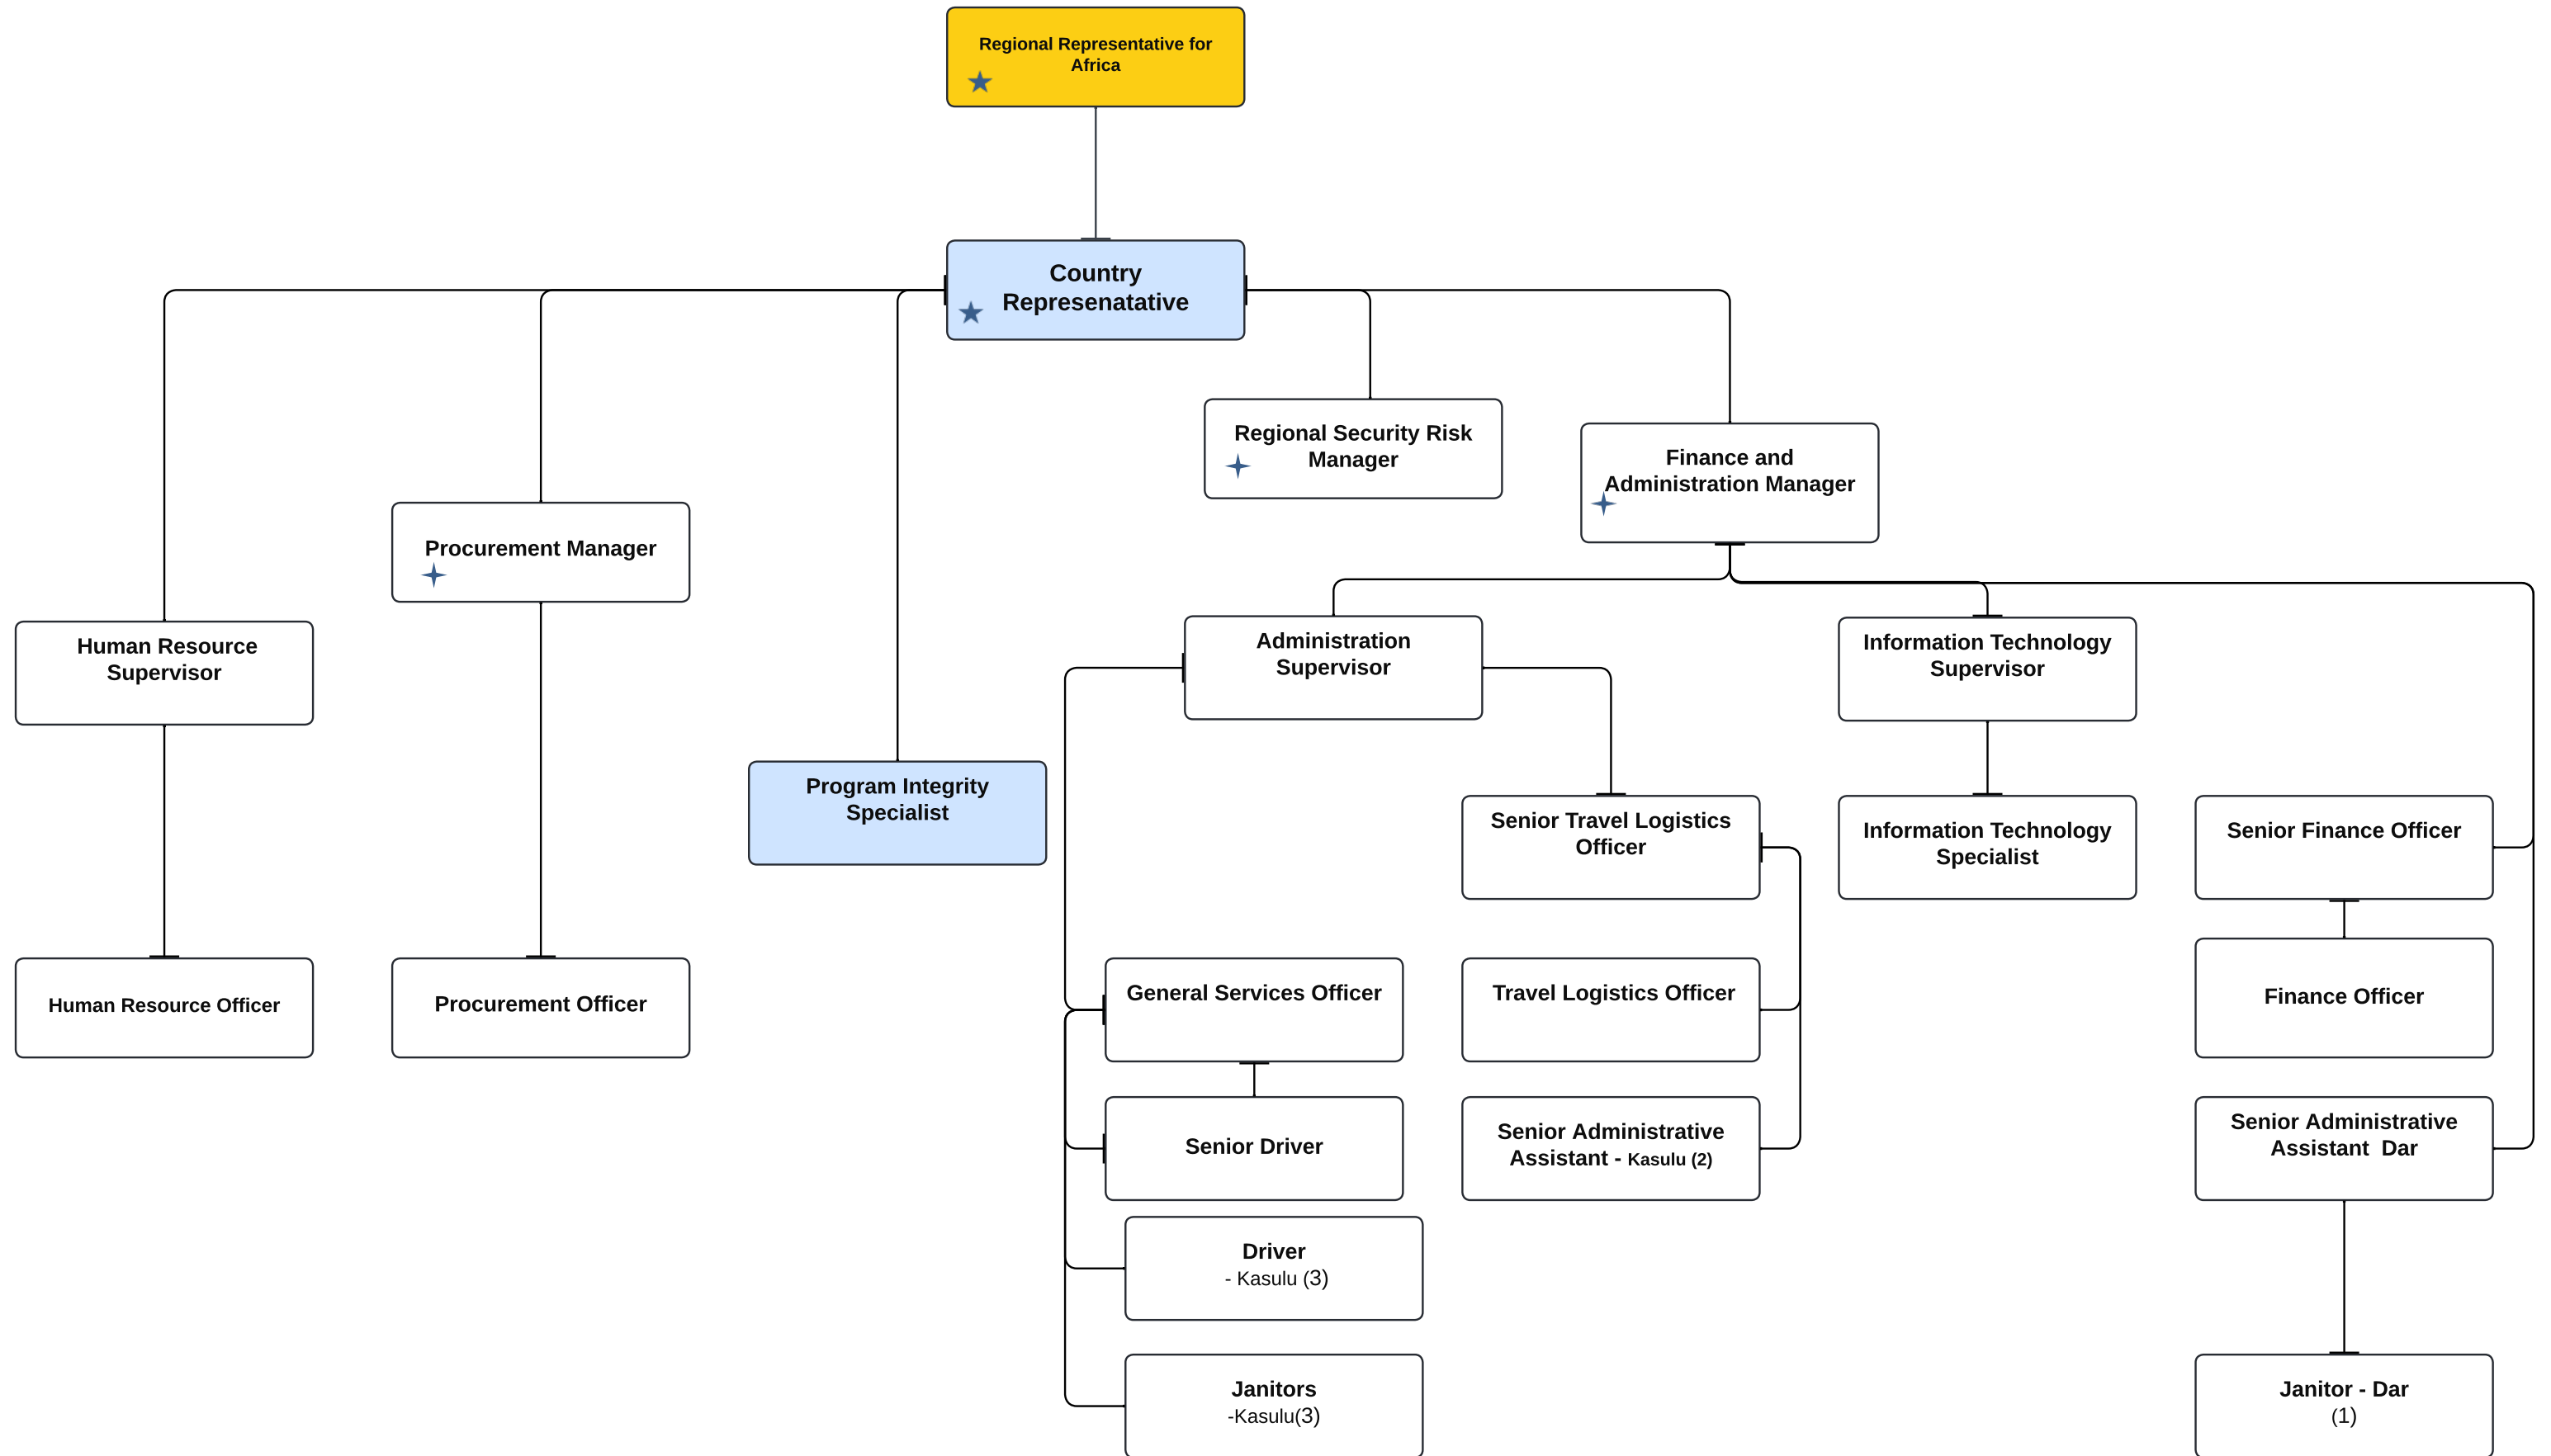 Regional Representative for
Africa
Country
Represenatative
Regional Security Risk
Manager
Finance and
Administration Manager
Procurement Manager
Human Resource
Supervisor
Administration
Supervisor
Information Technology
Supervisor
Program Integrity
Specialist
Senior Travel Logistics
Officer
Information Technology
Specialist
Senior Finance Officer
Human Resource Officer
Procurement Officer
General Services Officer
Travel Logistics Officer
Finance Officer
Senior Driver
Senior Administrative
Assistant - Kasulu (2)
Senior Administrative
Assistant  Dar
Driver
- Kasulu (3)
Janitors
-Kasulu(3)
Janitor - Dar
(1)